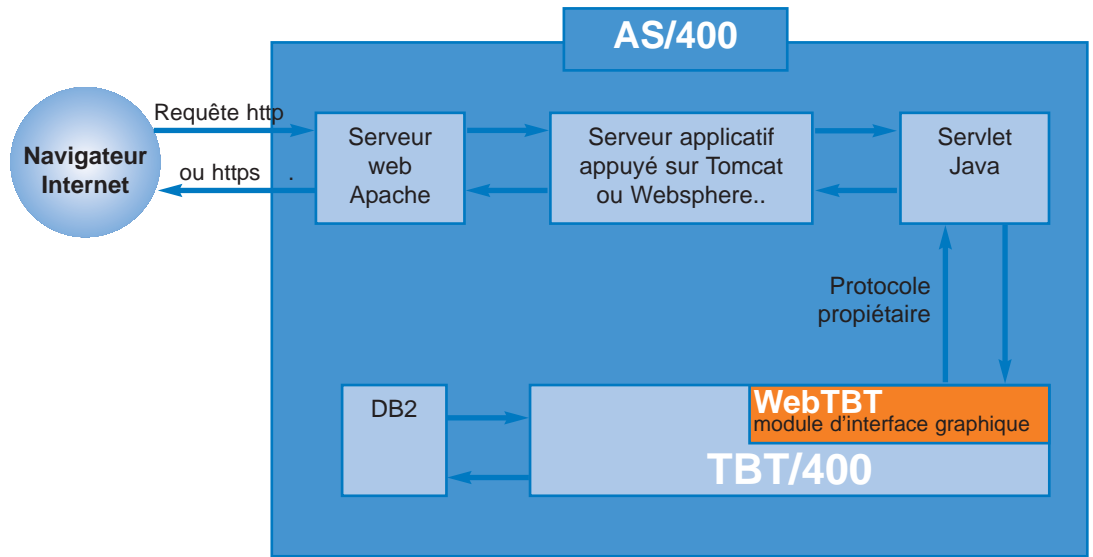 AS/400
Requête http
ou https .
Navigateur
Internet
Serveur
web
Apache
Serveur applicatif
appuyé sur Tomcat
ou Websphere..
Servlet
Java
Protocole
propiétaire
DB2
WebTBT
module d'interface graphique
TBT/400